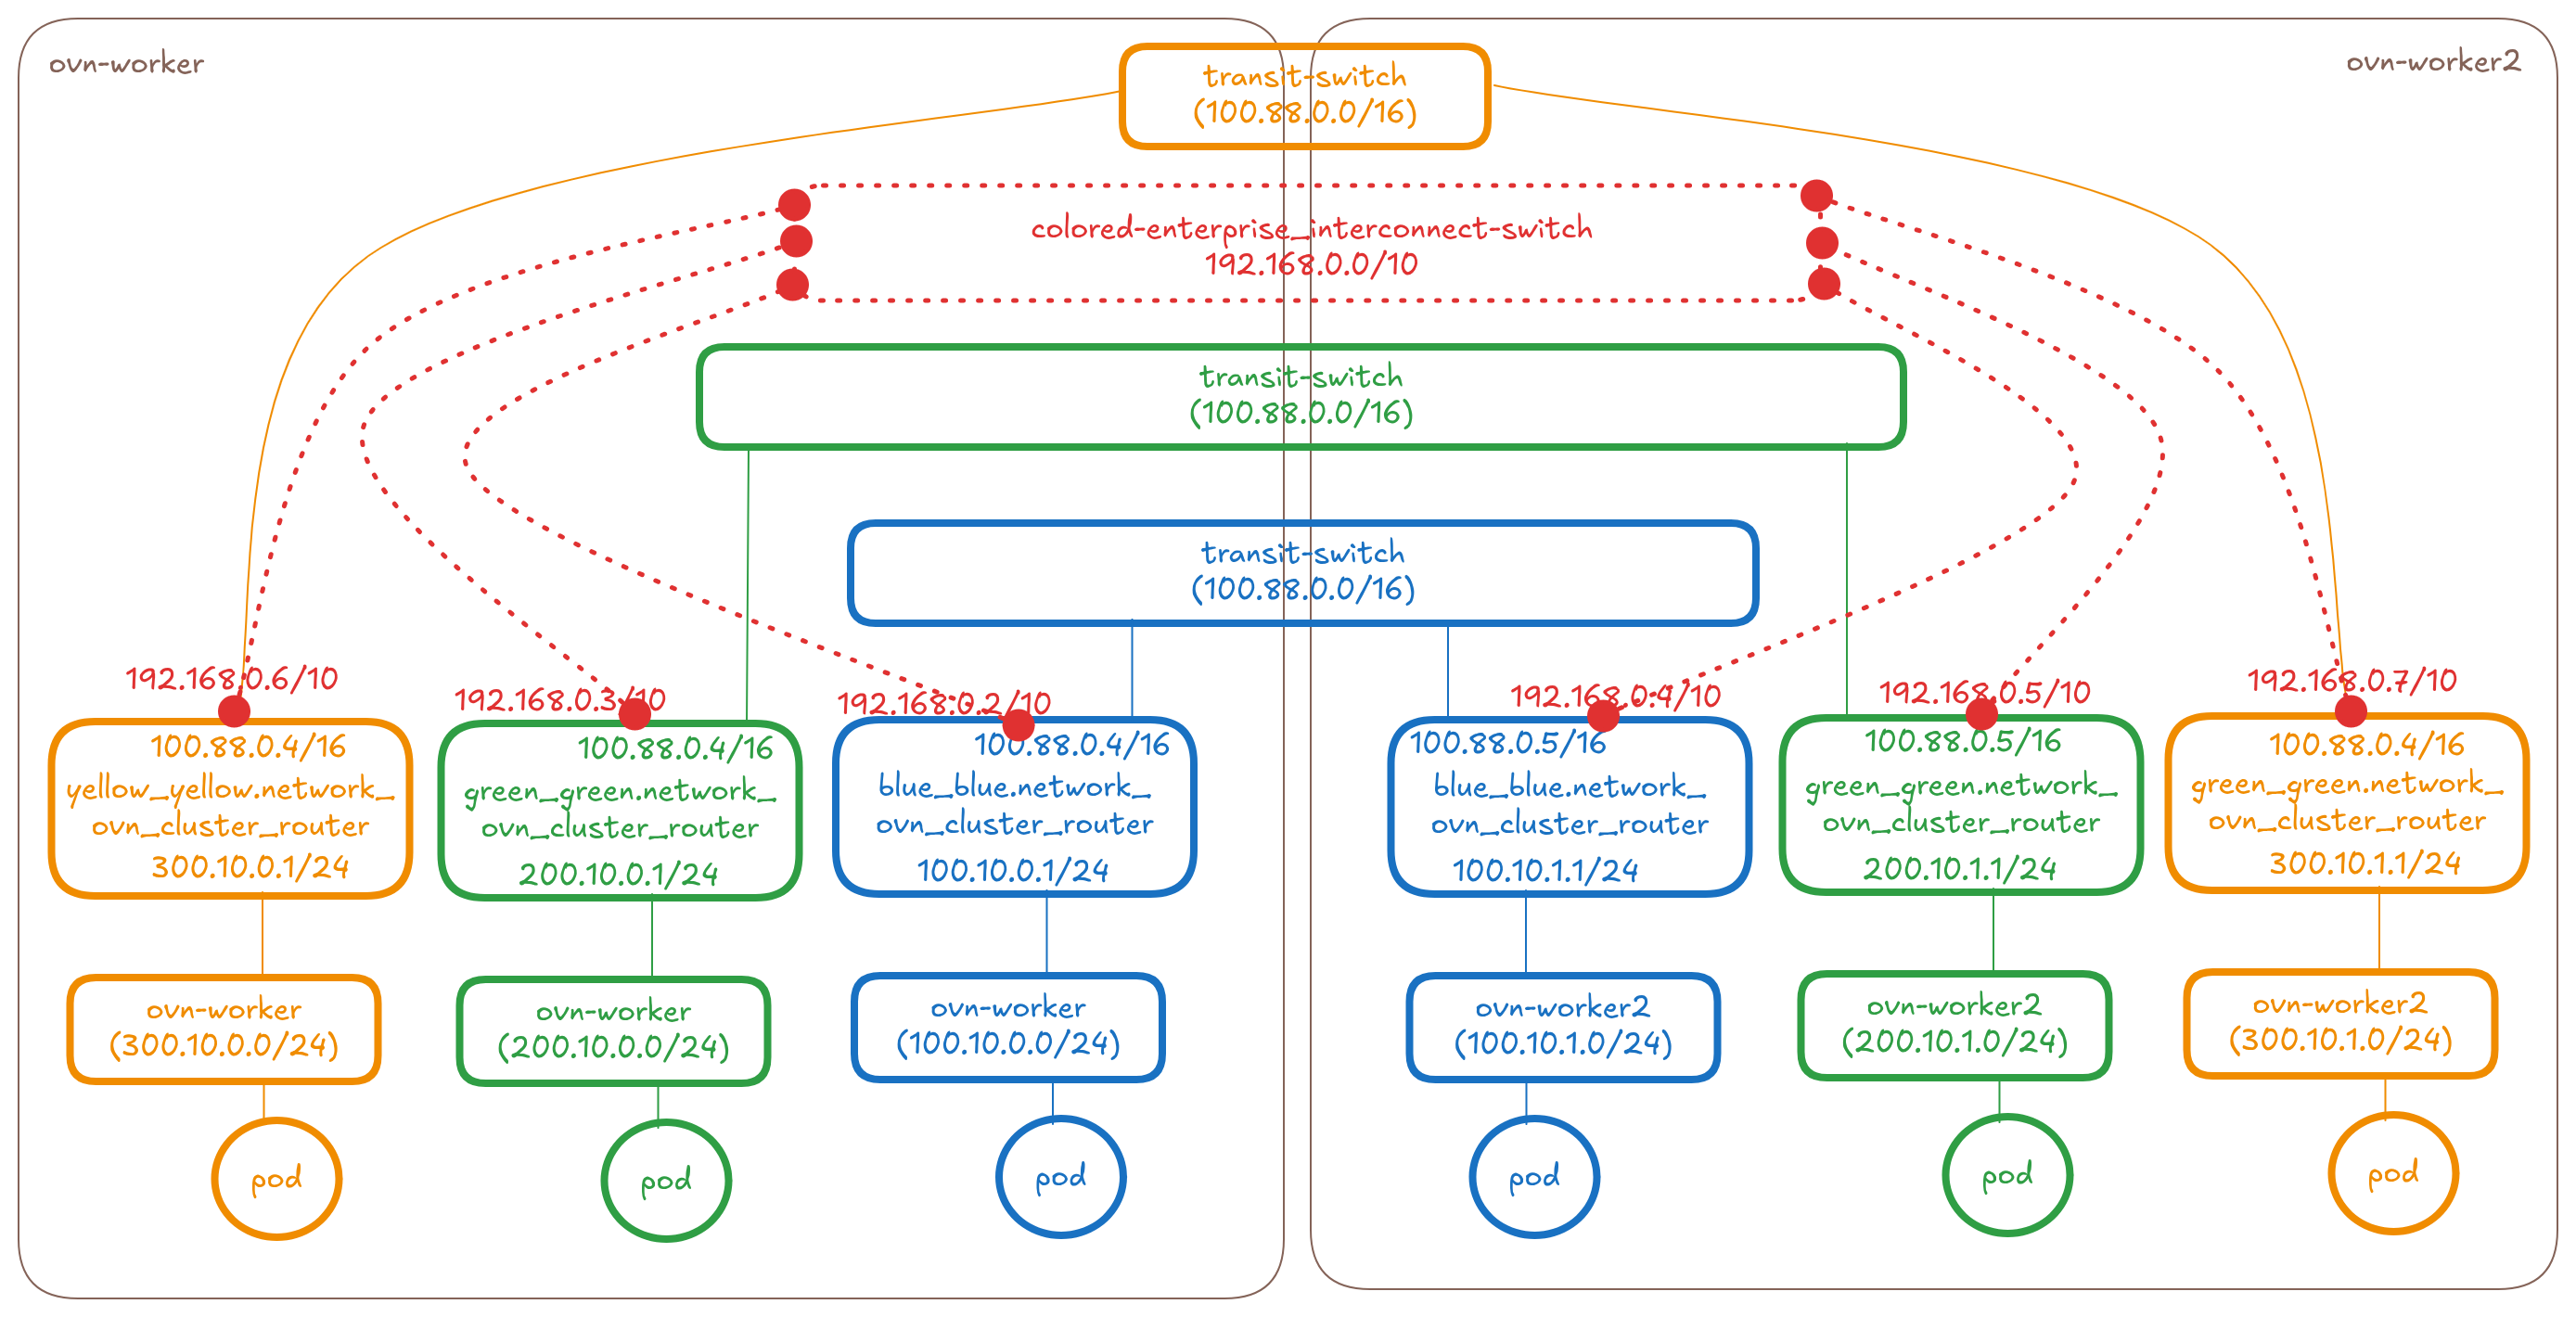 ovn-worker
ovn-worker2
transit-switch
(100.88.0.0/16)
colored-enterprise_interconnect-switch
192.168.0.0/10
transit-switch
(100.88.0.0/16)
transit-switch
(100.88.0.0/16)
192.168.0.6/10
192.168.0.3/10
192.168.0.2/10
192.168.0.4/10
192.168.0.5/10
192.168.0.7/10
100.88.0.4/16
yellow_yellow.network_
ovn_cluster_router
300.10.0.1/24
100.88.0.4/16
green_green.network_
ovn_cluster_router
200.10.0.1/24
100.88.0.4/16
blue_blue.network_
ovn_cluster_router
100.10.0.1/24
100.88.0.5/16
blue_blue.network_
ovn_cluster_router
100.10.1.1/24
100.88.0.5/16
green_green.network_
ovn_cluster_router
200.10.1.1/24
100.88.0.4/16
green_green.network_
ovn_cluster_router
300.10.1.1/24
ovn-worker
(300.10.0.0/24)
ovn-worker
(200.10.0.0/24)
ovn-worker
(100.10.0.0/24)
ovn-worker2
(100.10.1.0/24)
ovn-worker2
(200.10.1.0/24)
ovn-worker2
(300.10.1.0/24)
pod
pod
pod
pod
pod
pod